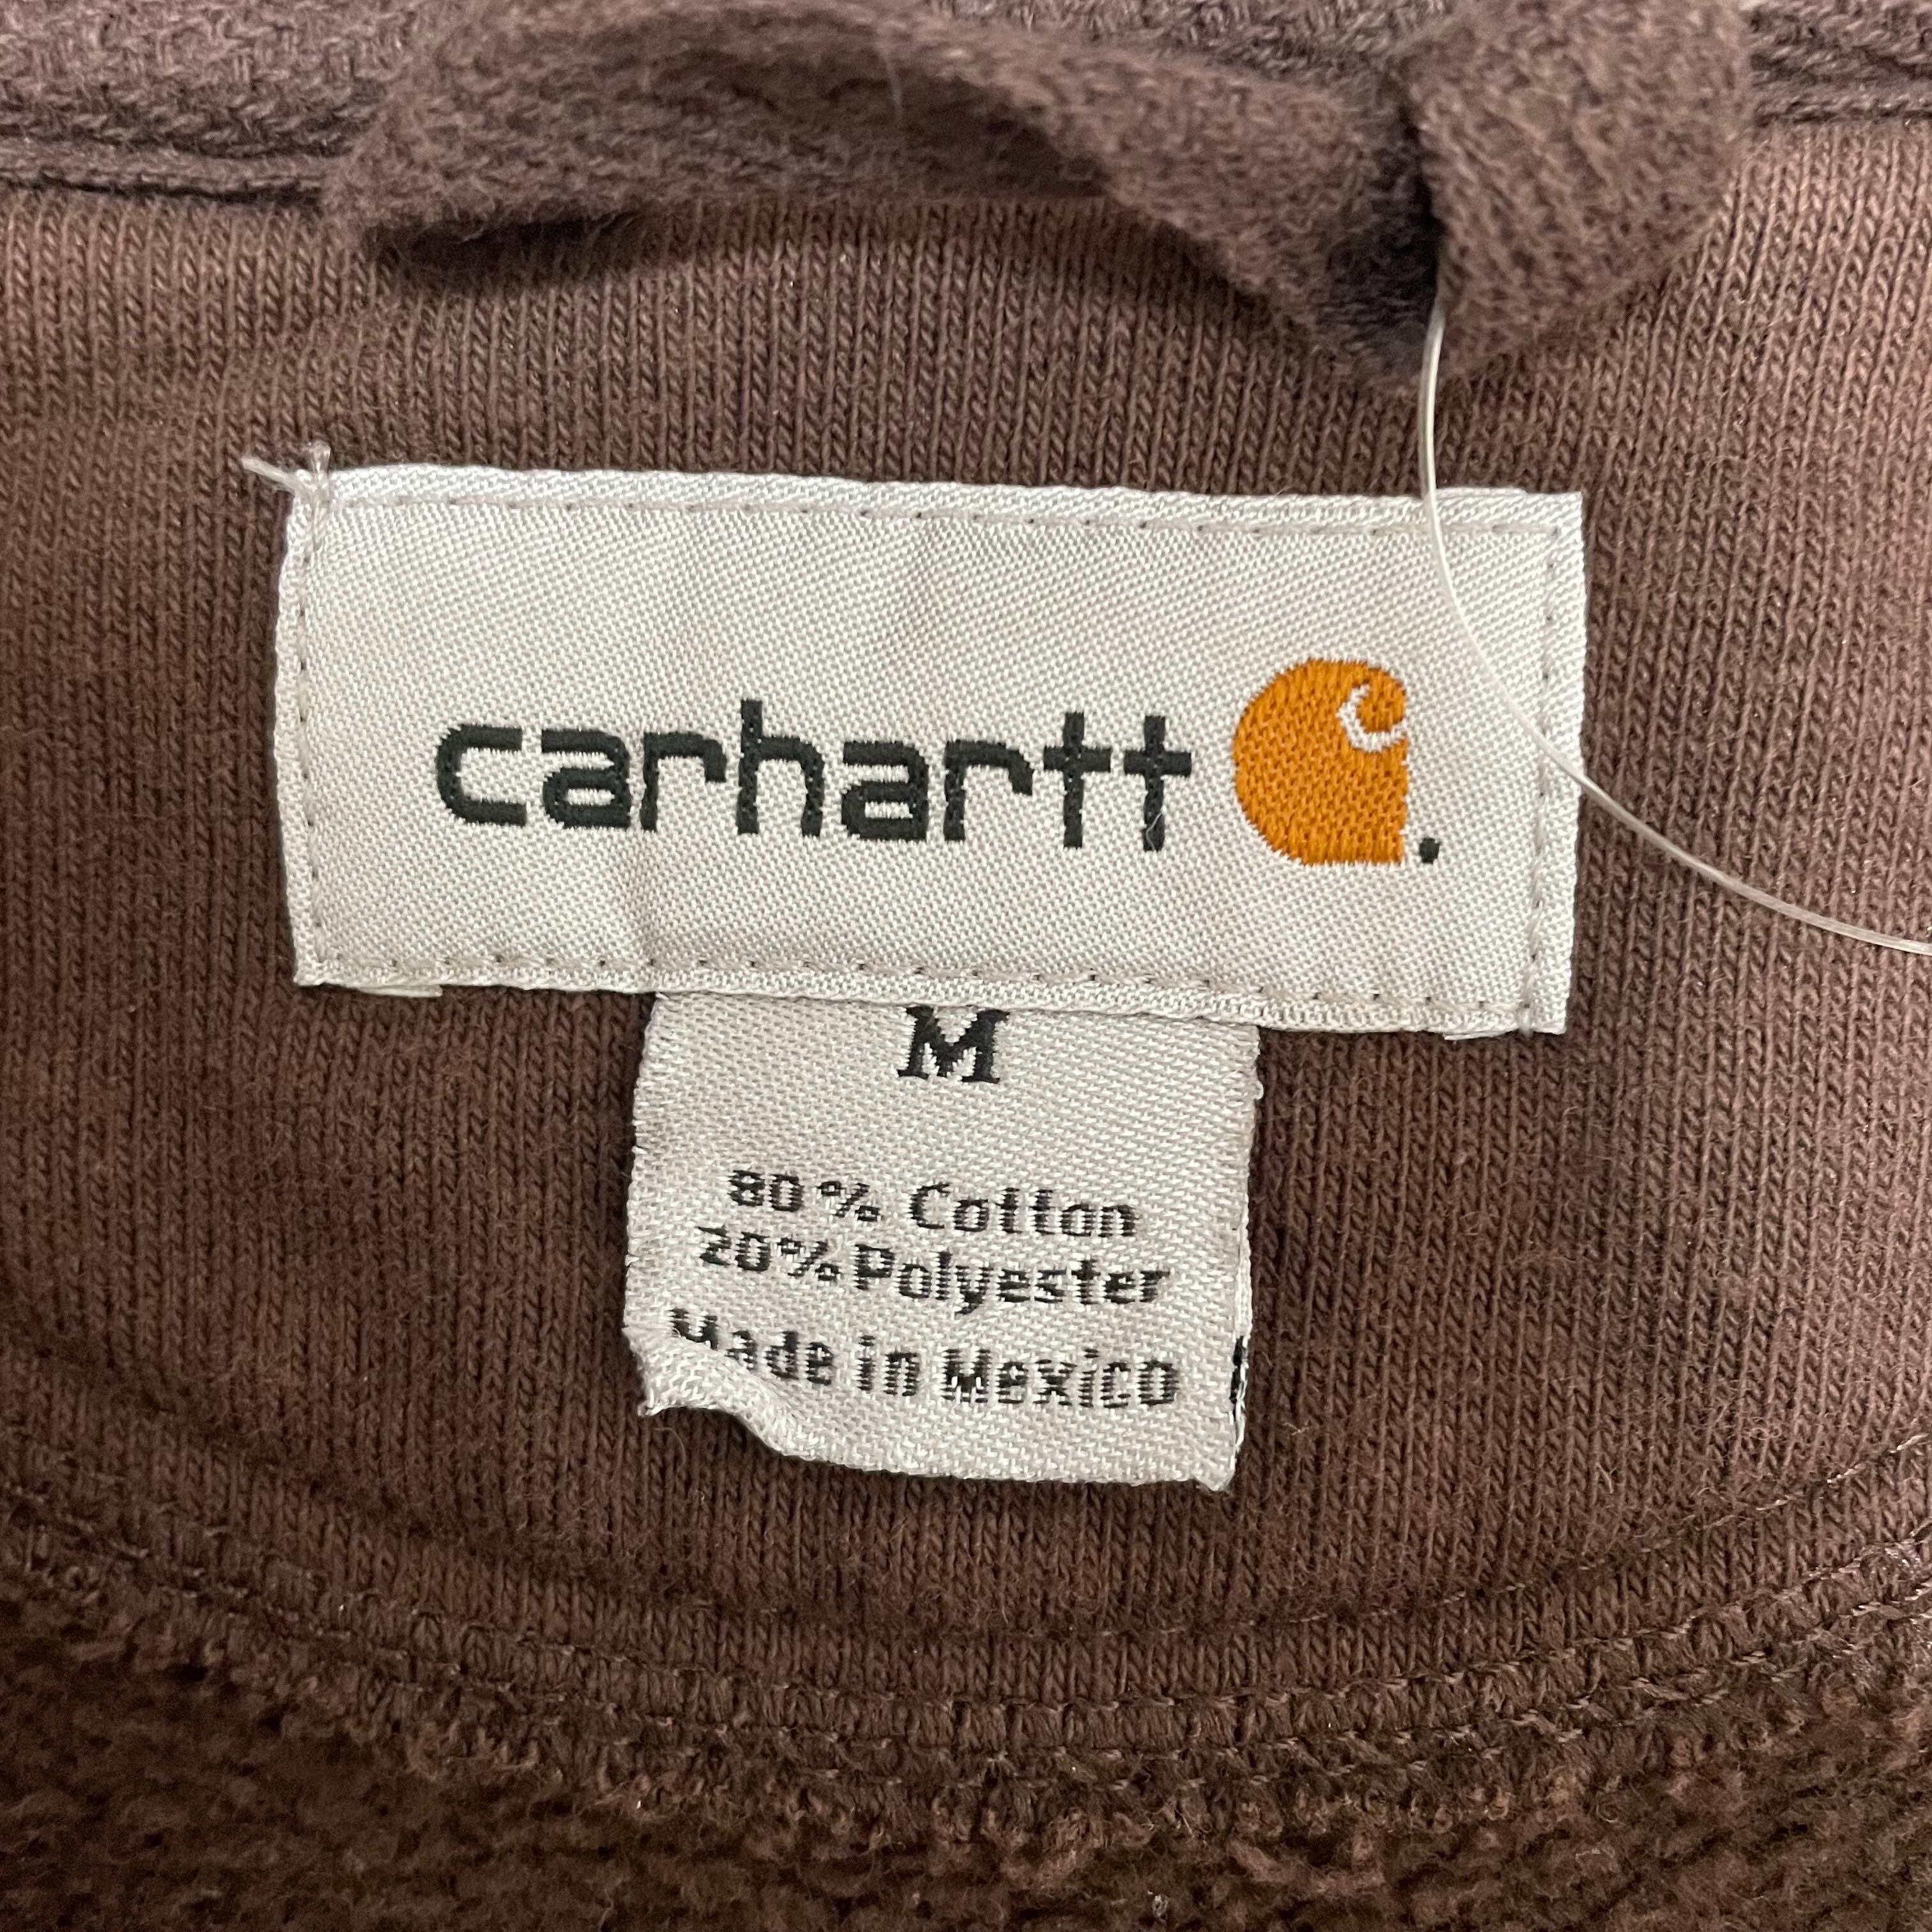 carhartt
M
80% Cotton
20% Polyester
Made in Mexico